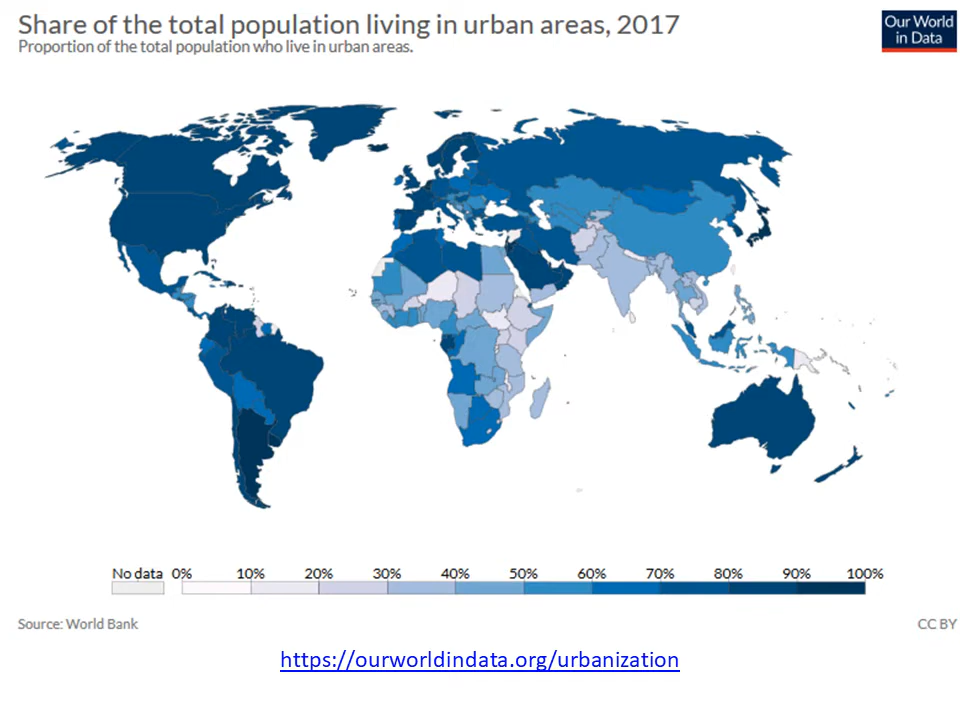 Share of the total population living in urban areas, 2017
Proportion of the total population who live in urban areas.
Our World
in Data
No data 0% 10% 20% 30% 40% 50% 60% 70% 80% 90% 100%
Source: World Bank
CC BY
https://ourworldindata.org/urbanization